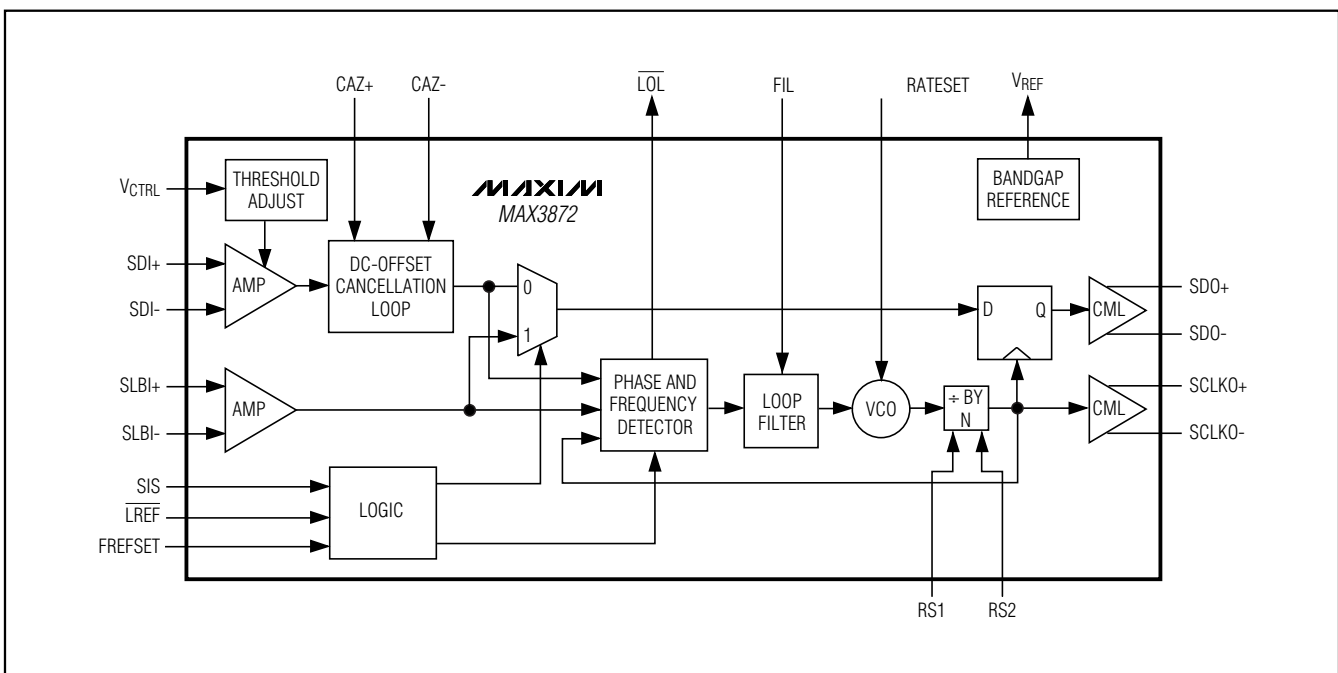 CAZ+ CAZ- L̅O̅L̅ FIL RATESET VREF
VCTRL
THRESHOLD
ADJUST
MAXIM
MAX3872
BANDGAP
REFERENCE
SDI+
SDI-
AMP
DC-OFFSET
CANCELLATION
LOOP
0
1
D Q
CML
SDO+
SDO-
SLBI+
SLBI-
AMP
PHASE AND
FREQUENCY
DETECTOR
LOOP
FILTER
VCO
÷ BY
N
CML
SCLKO+
SCLKO-
SIS
L̅R̅E̅F̅
FREFSET
LOGIC
RS1 RS2